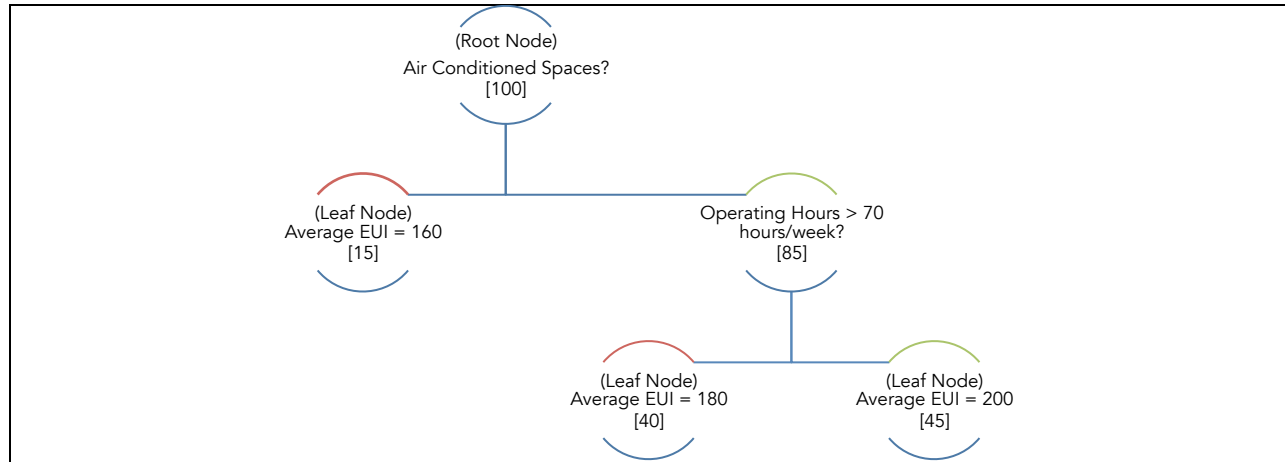 (Root Node)
Air Conditioned Spaces?
[100]
(Leaf Node)
Average EUI = 160
[15]
Operating Hours > 70
hours/week?
[85]
(Leaf Node)
Average EUI = 180
[40]
(Leaf Node)
Average EUI = 200
[45]